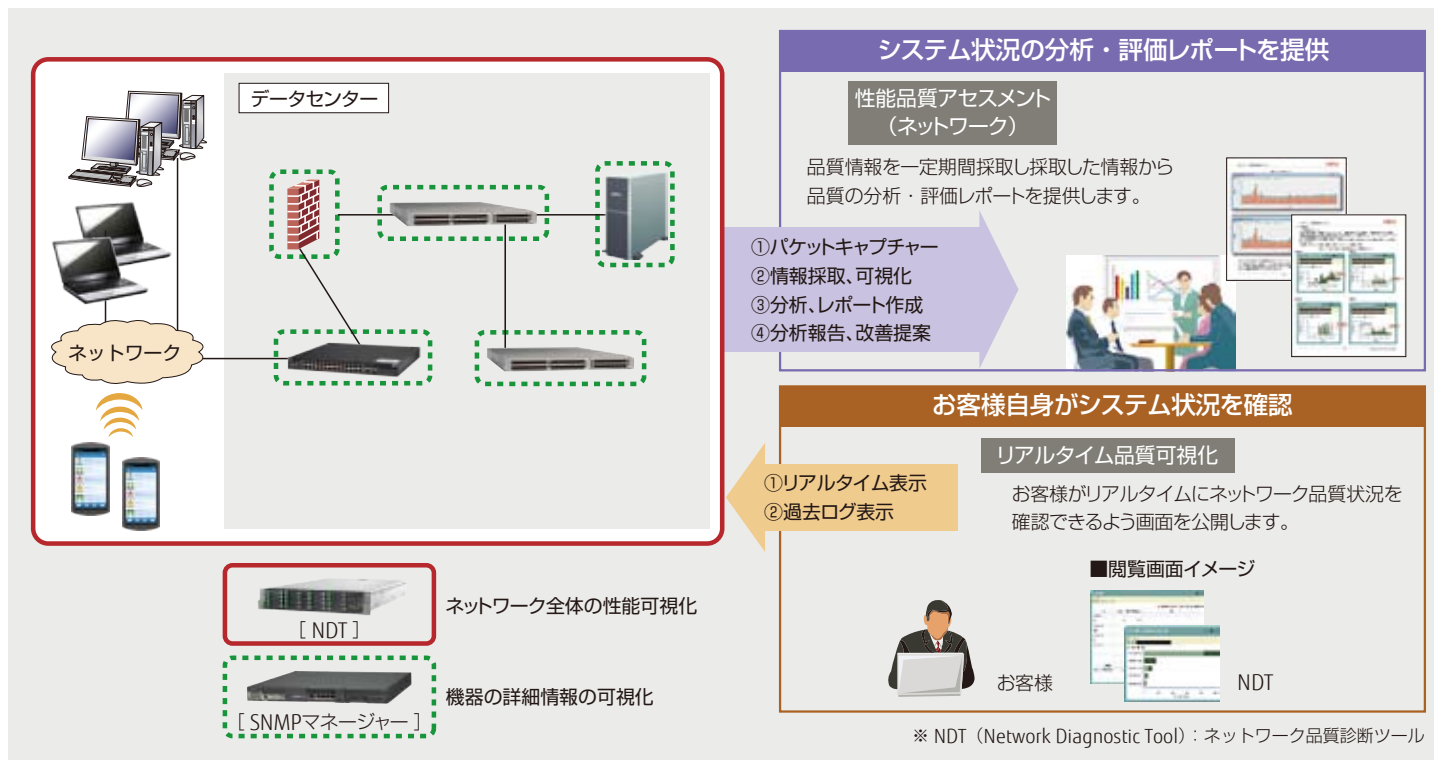 データセンター
ネットワーク
システム状況の分析・評価レポートを提供
性能品質アセスメント
（ネットワーク）
品質情報を一定期間採取し採取した情報から
品質の分析・評価レポートを提供します。
①パケットキャプチャー
②情報採取、可視化
③分析、レポート作成
④分析報告、改善提案
お客様自身がシステム状況を確認
リアルタイム品質可視化
お客様がリアルタイムにネットワーク品質状況を
確認できるよう画面を公開します。
①リアルタイム表示
②過去ログ表示
■閲覧画面イメージ
お客様
NDT
［ NDT ］
ネットワーク全体の性能可視化
［ SNMPマネージャー ］
機器の詳細情報の可視化
※ NDT（Network Diagnostic Tool）：ネットワーク品質診断ツール